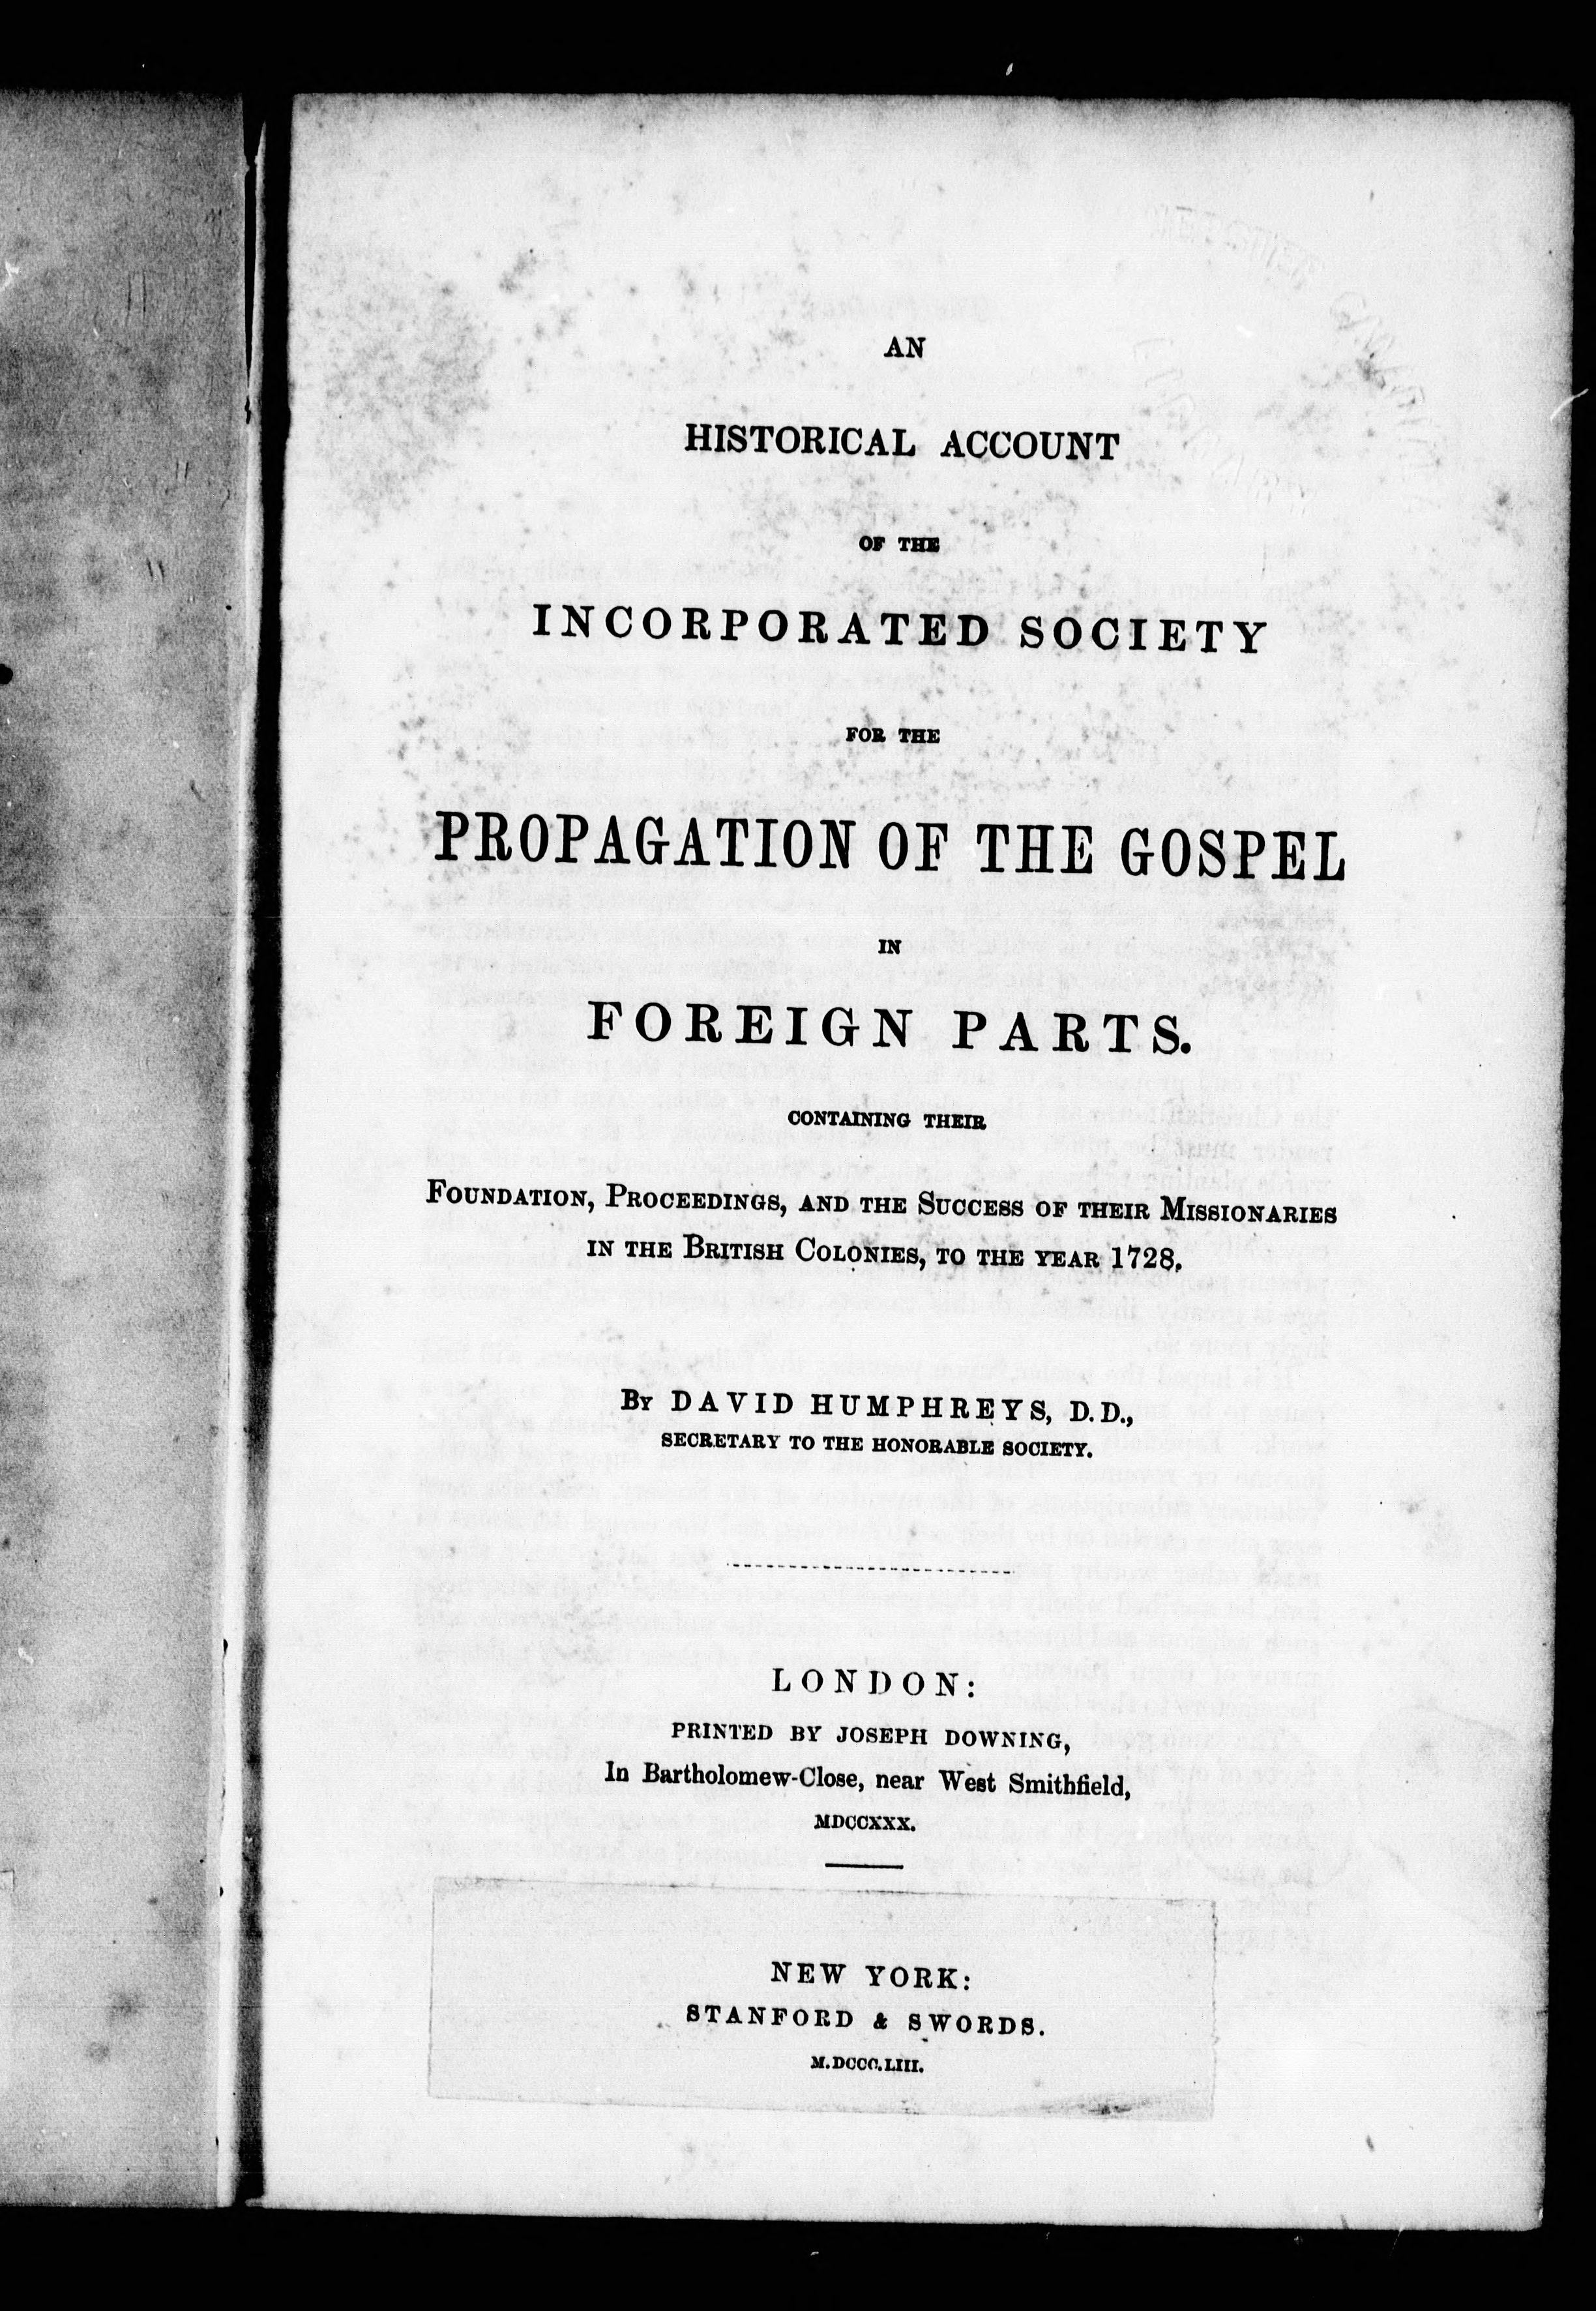 AN
HISTORICAL ACCOUNT
OF THE
INCORPORATED SOCIETY
FOR THE
PROPAGATION OF THE GOSPEL
IN
FOREIGN PARTS.
CONTAINING THEIR
FOUNDATION, PROCEEDINGS, AND THE SUCCESS OF THEIR MISSIONARIES
IN THE BRITISH COLONIES, TO THE YEAR 1728.
BY DAVID HUMPHREYS, D.D.,
SECRETARY TO THE HONORABLE SOCIETY.
LONDON:
PRINTED BY JOSEPH DOWNING,
In Bartholomew-Close, near West Smithfield,
MDCCXXX.
NEW YORK:
STANFORD & SWORDS.
M.DCCC.LIII.